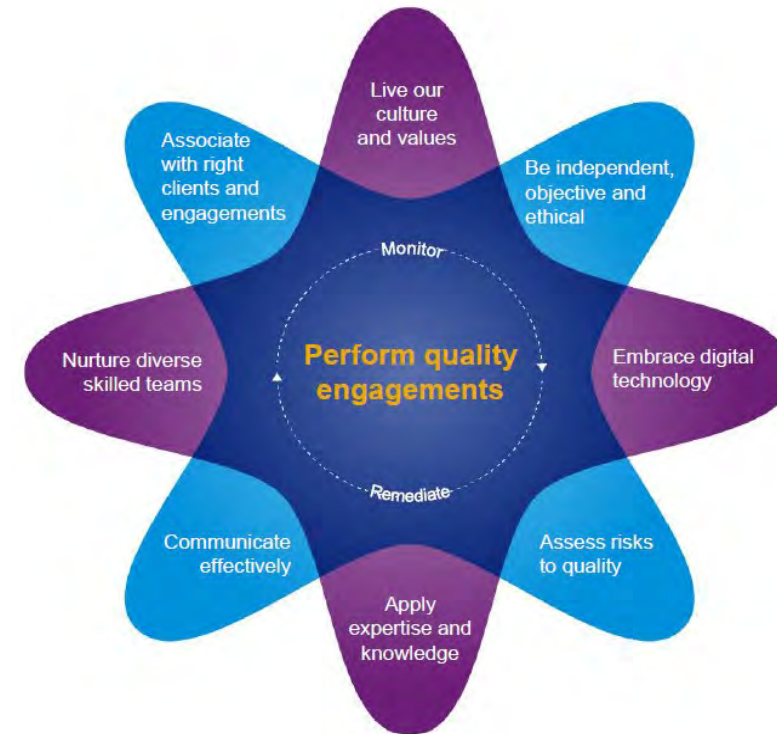 Live our
culture
and values
Be independent,
objective and
ethical
Embrace digital
technology
Assess risks
to quality
Apply
expertise and
knowledge
Communicate
effectively
Nurture diverse
skilled teams
Associate
with right
clients and
engagements
Monitor
Perform quality
engagements
Remediate